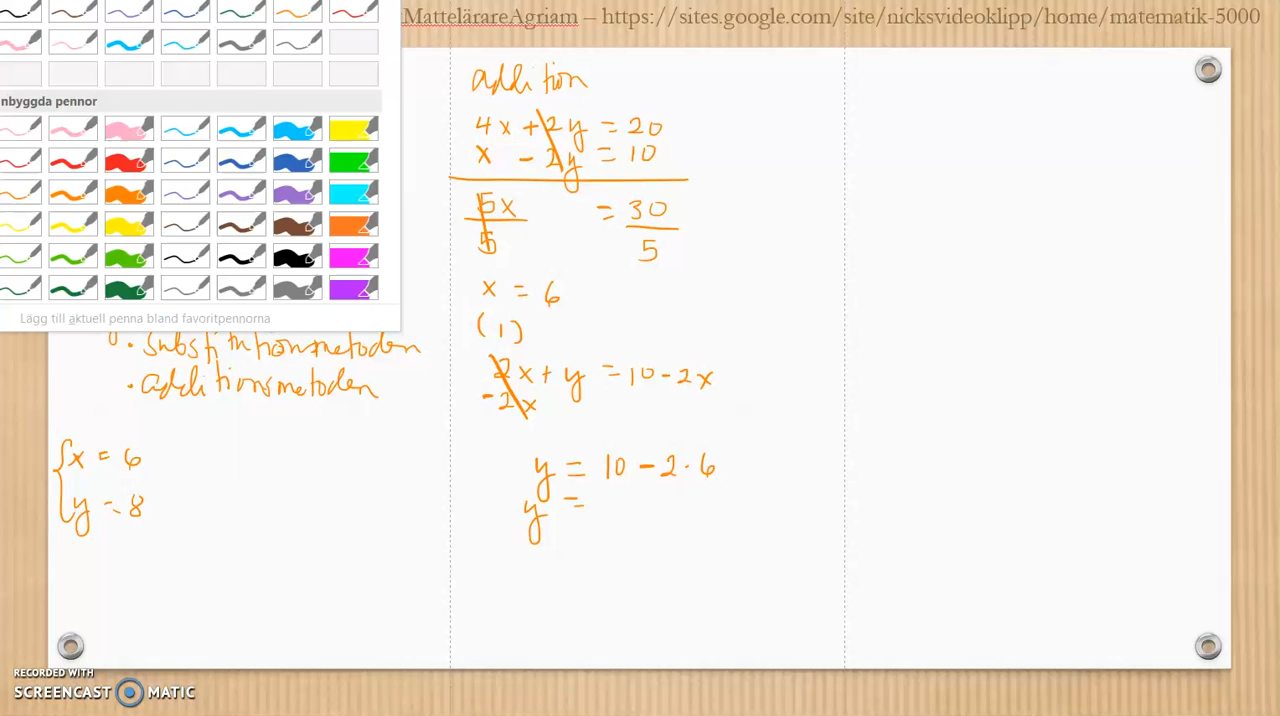 MattelärareAgriam – https://sites.google.com/site/nicksvideoklipp/home/matematik-5000
nbyggda pennor
Lägg till aktuell penna bland favoritpennorna
• substitutionsmetoden
• additionsmetoden
x = 6
y = 8
addition
4x + 2y = 20
x - 2y = 10
5x = 30
5 5
x = 6
(1)
2x + y = 10 - 2x
-2x
y = 10 - 2·6
y =
RECORDED WITH
SCREENCAST MATIC